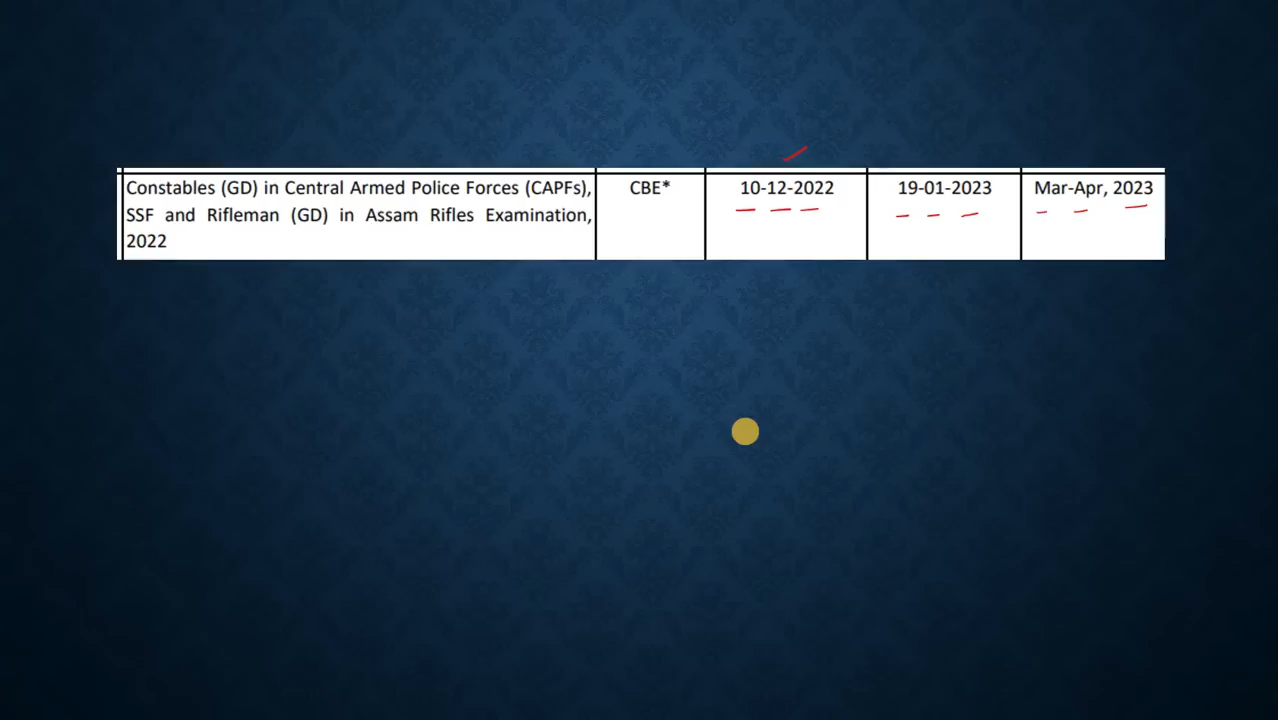 Constables (GD) in Central Armed Police Forces (CAPFs), CBE* 10-12-2022 19-01-2023 Mar-Apr, 2023
SSF and Rifleman (GD) in Assam Rifles Examination,
2022